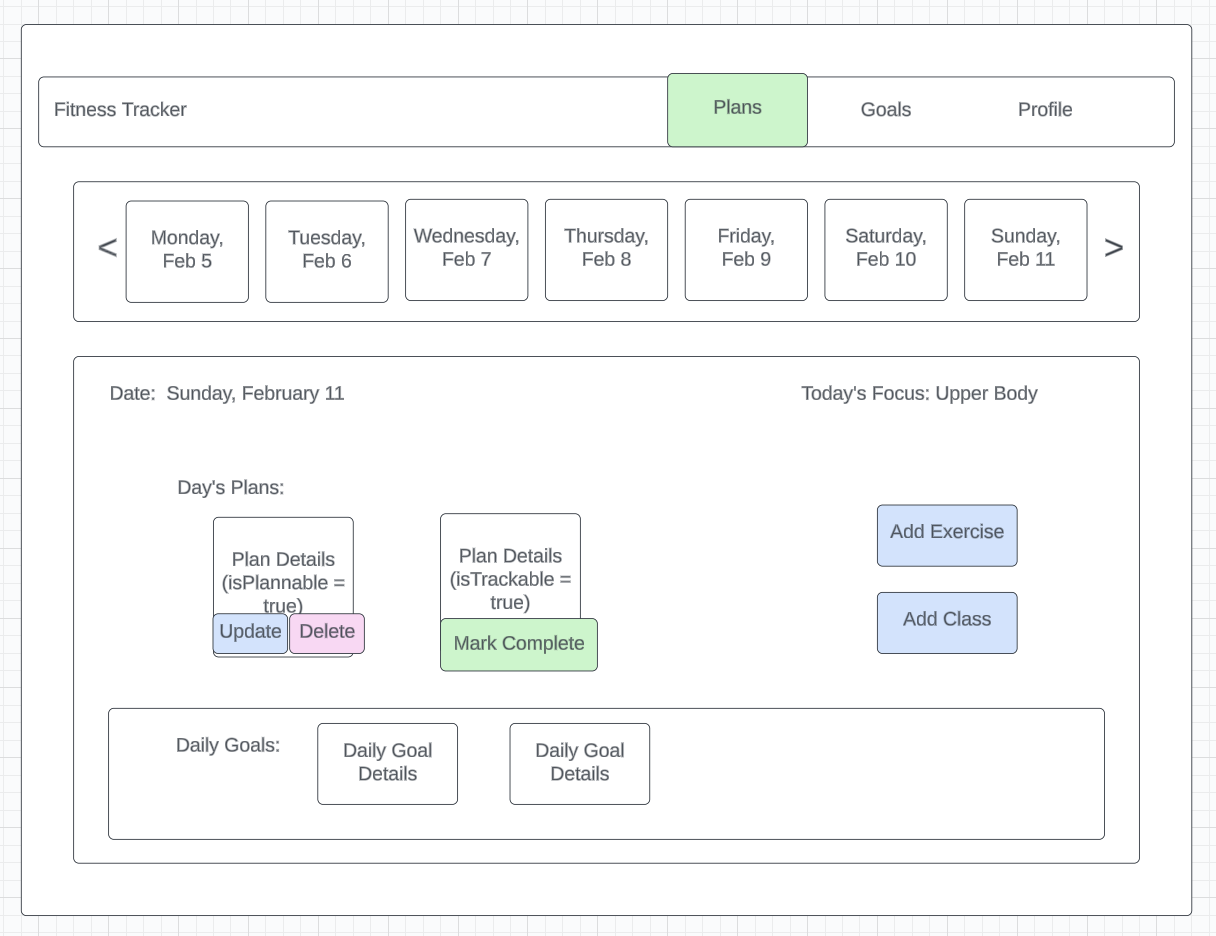 Fitness Tracker
Plans
Goals
Profile
<
Monday,
Feb 5
Tuesday,
Feb 6
Wednesday,
Feb 7
Thursday,
Feb 8
Friday,
Feb 9
Saturday,
Feb 10
Sunday,
Feb 11
>
Date:  Sunday, February 11
Today's Focus: Upper Body
Day's Plans:
Plan Details
(isPlannable =
true)
Update
Delete
Plan Details
(isTrackable =
true)
Mark Complete
Add Exercise
Add Class
Daily Goals:
Daily Goal
Details
Daily Goal
Details